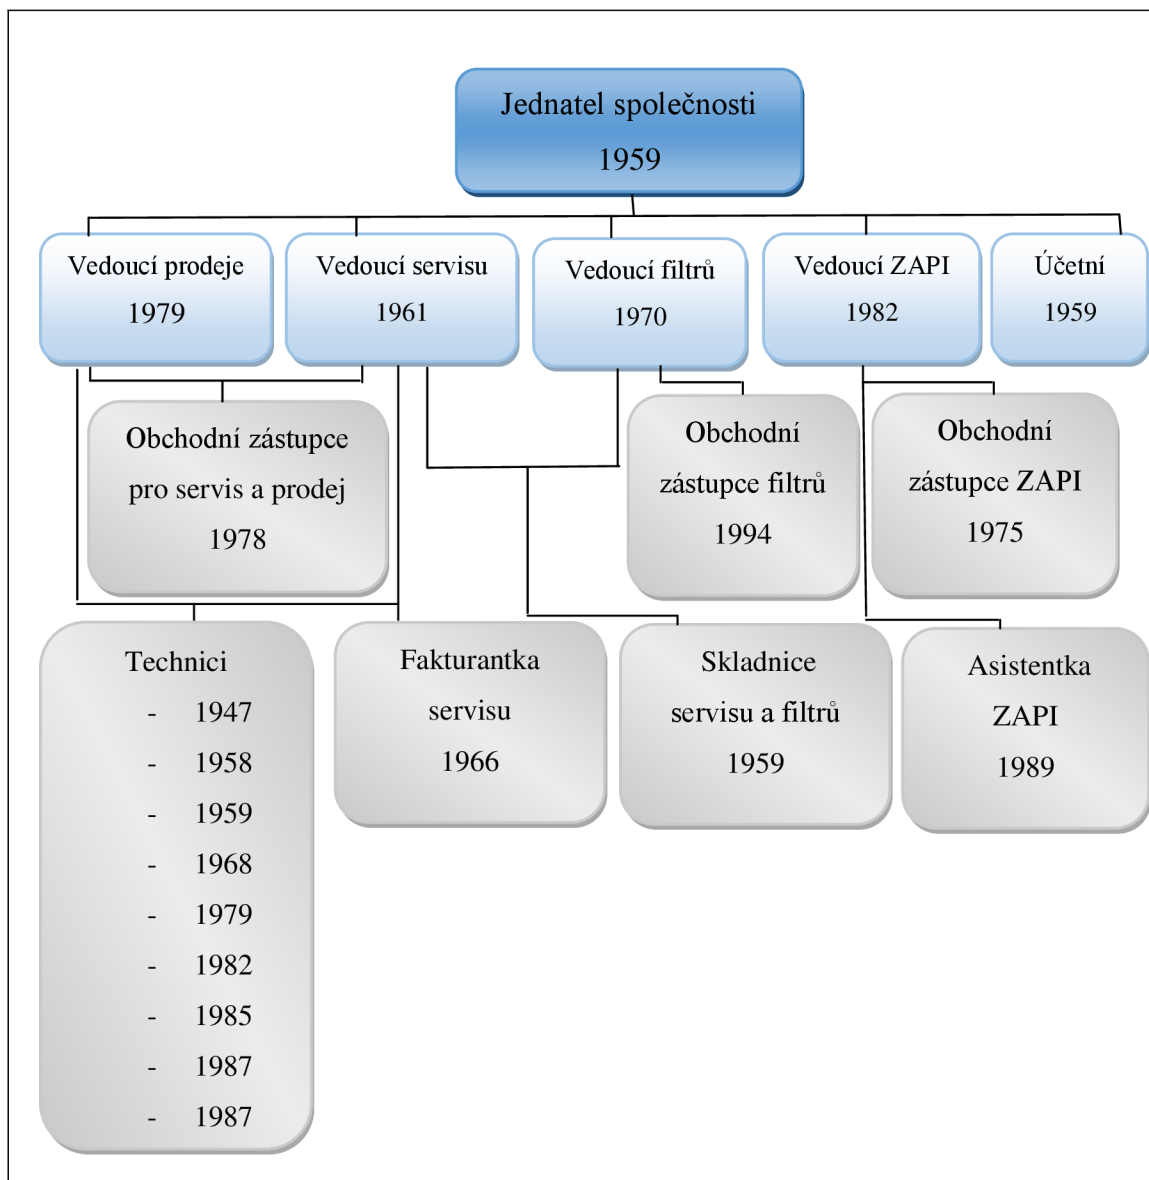 Jednatel společnosti
1959
Vedoucí prodeje
1979
Vedoucí servisu
1961
Vedoucí filtrů
1970
Vedoucí ZAPI
1982
Účetní
1959
Obchodní zástupce
pro servis a prodej
1978
Obchodní
zástupce filtrů
1994
Obchodní
zástupce ZAPI
1975
Technici
- 1947
- 1958
- 1959
- 1968
- 1979
- 1982
- 1985
- 1987
- 1987
Fakturantka
servisu
1966
Skladnice
servisu a filtrů
1959
Asistentka
ZAPI
1989